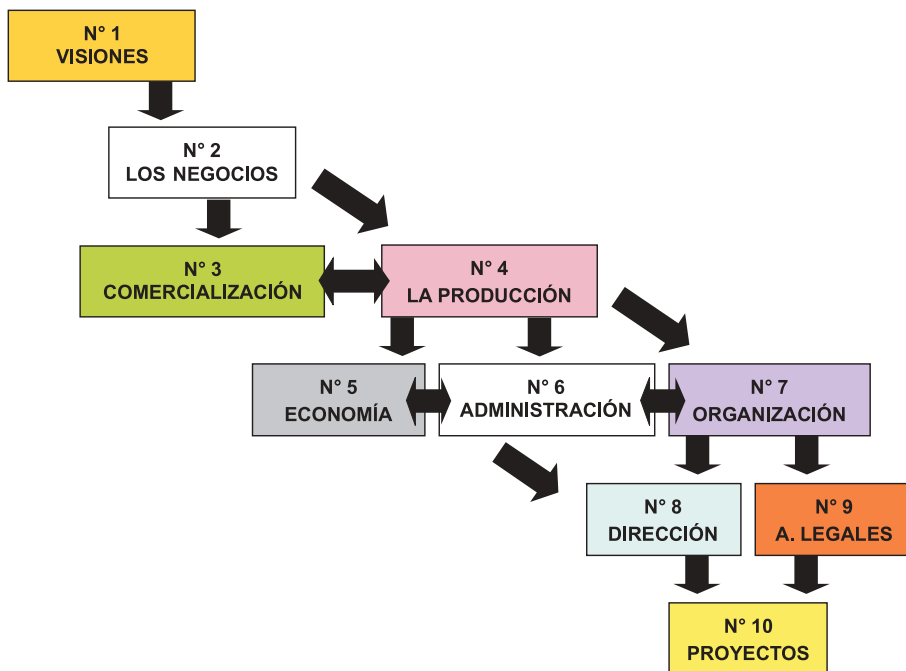 N° 1
VISIONES
N° 2
LOS NEGOCIOS
N° 3
COMERCIALIZACIÓN
N° 4
LA PRODUCCIÓN
N° 5
ECONOMÍA
N° 6
ADMINISTRACIÓN
N° 7
ORGANIZACIÓN
N° 8
DIRECCIÓN
N° 9
A. LEGALES
N° 10
PROYECTOS